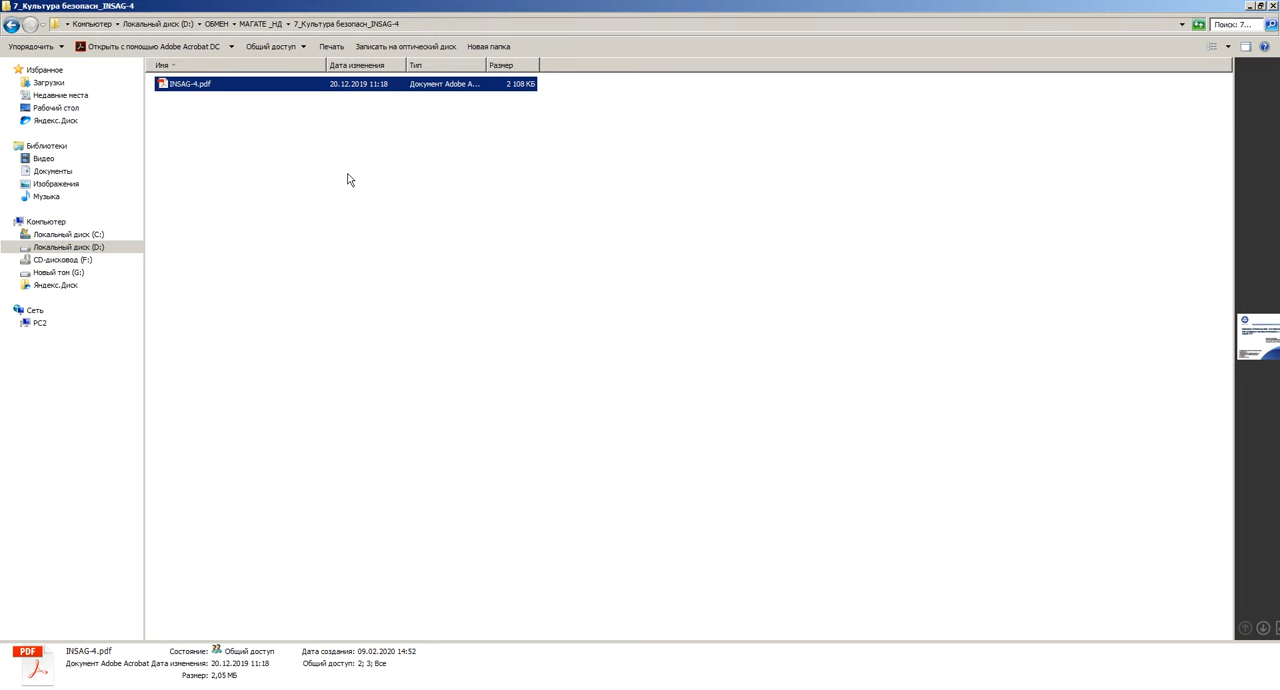 7_Культура безопасн_INSAG-4
Компьютер Локальный диск (D:) ОБМЕН МАГАТЕ _НД 7_Культура безопасн_INSAG-4 Поиск: 7...
Упорядочить Открыть с помощью Adobe Acrobat DC Общий доступ Печать Записать на оптический диск Новая папка
Имя Дата изменения Тип Размер
INSAG-4.pdf 20.12.2019 11:18 Документ Adobe A... 2 108 КБ
Избранное
Загрузки
Недавние места
Рабочий стол
Яндекс.Диск
Библиотеки
Видео
Документы
Изображения
Музыка
Компьютер
Локальный диск (C:)
Локальный диск (D:)
CD-дисковод (F:)
Новый том (G:)
Яндекс.Диск
Сеть
PC2
PDF
INSAG-4.pdf Состояние: Общий доступ Дата создания: 09.02.2020 14:52
Документ Adobe Acrobat Дата изменения: 20.12.2019 11:18 Общий доступ: 2; 3; Все
Размер: 2,05 МБ